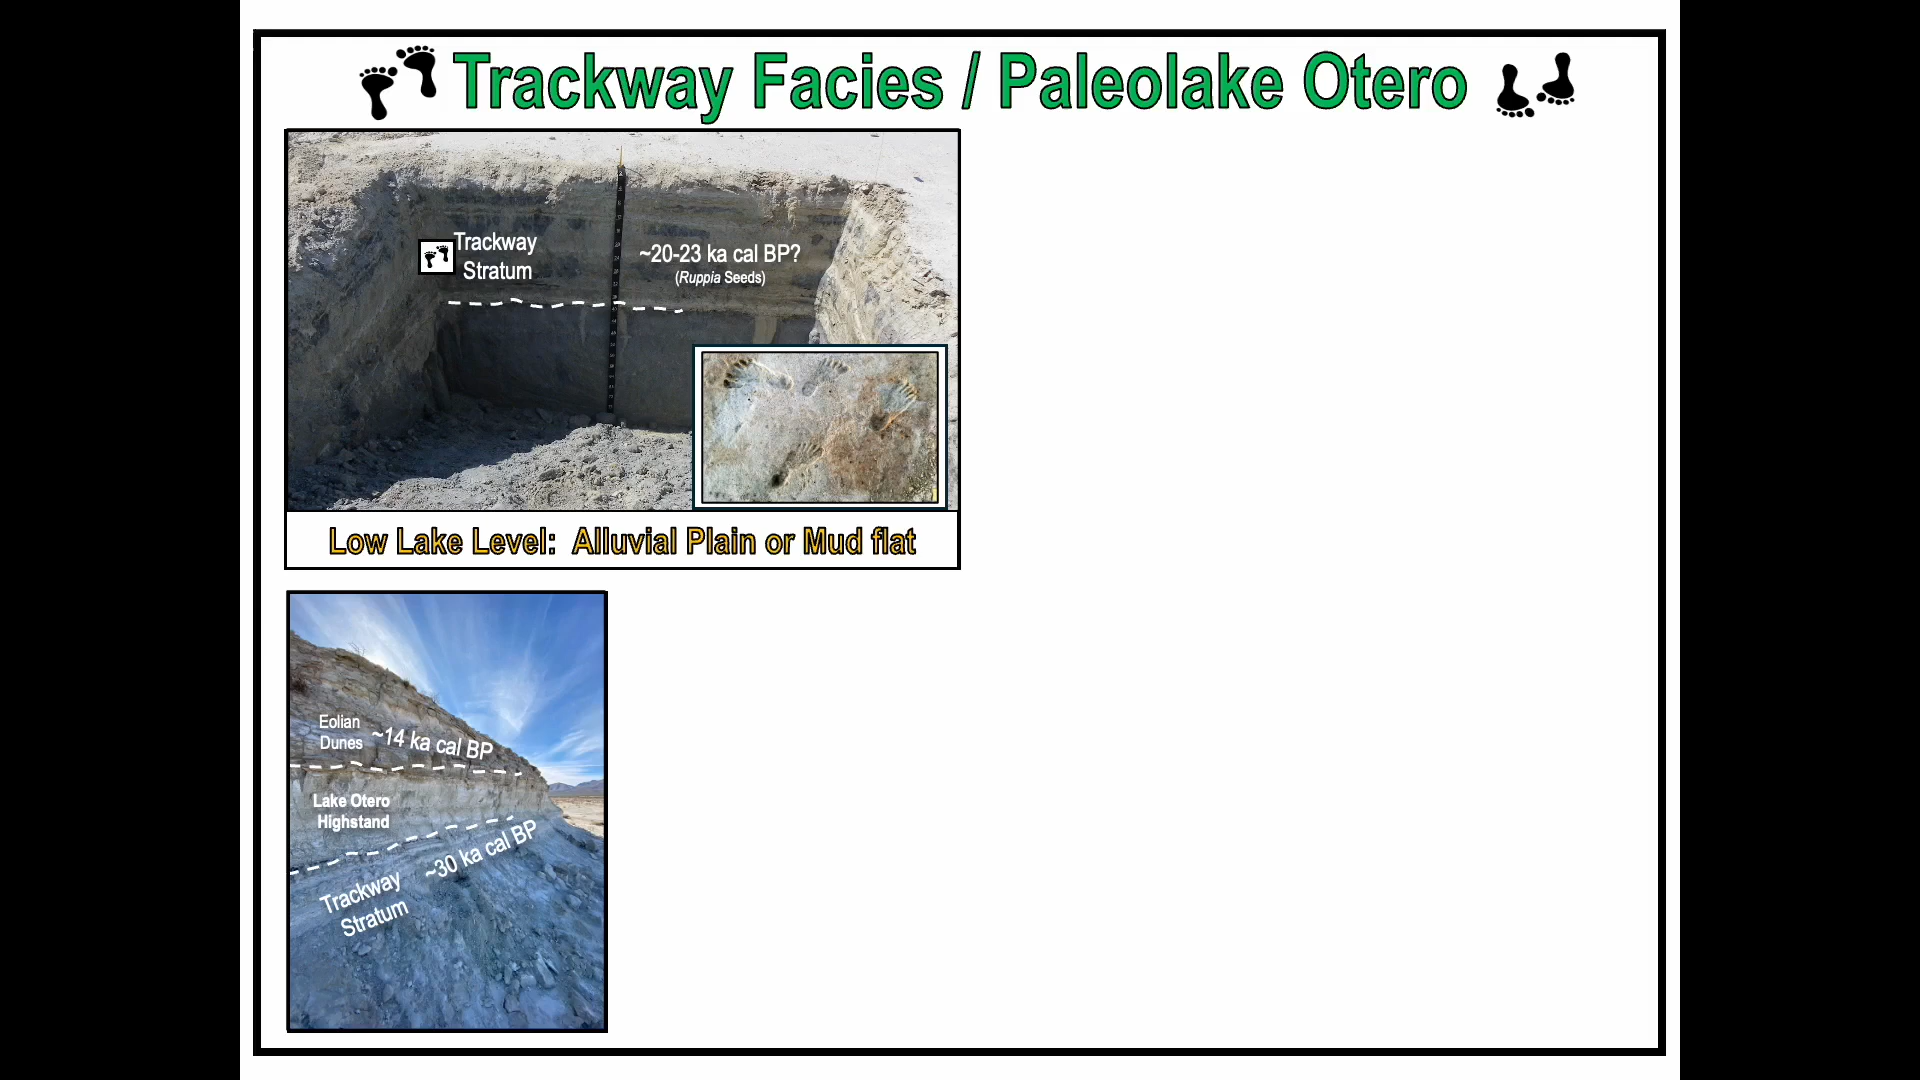 Trackway Facies / Paleolake Otero
Trackway
Stratum
~20-23 ka cal BP?
(Ruppia Seeds)
Low Lake Level:  Alluvial Plain or Mud flat
Eolian
Dunes
~14 ka cal BP
Lake Otero
Highstand
~30 ka cal BP
Trackway
Stratum